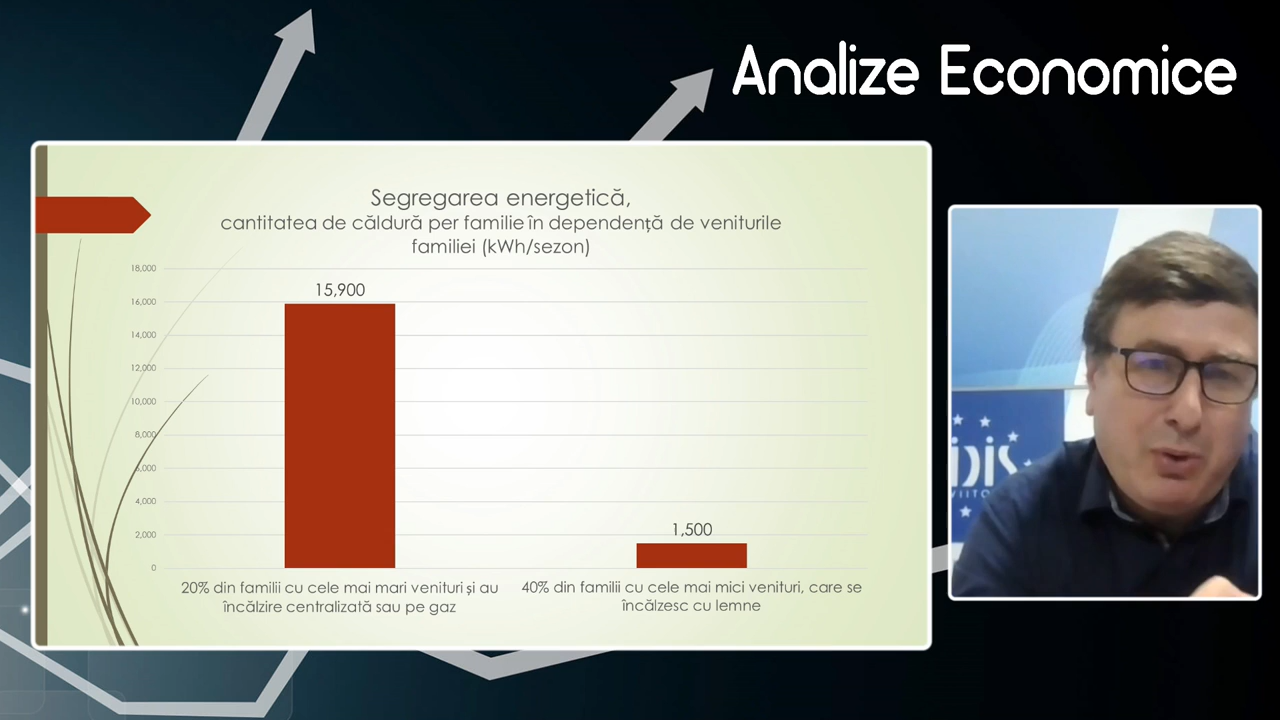 Analize Economice
Segregarea energetică,
cantitatea de căldură per familie în dependență de veniturile
familiei (kWh/sezon)
18,000
16,000
14,000
12,000
10,000
8,000
6,000
4,000
2,000
0
15,900
1,500
20% din familii cu cele mai mari venituri și au
încălzire centralizată sau pe gaz
40% din familii cu cele mai mici venituri, care se
încălzesc cu lemne
IDIS
VIITO